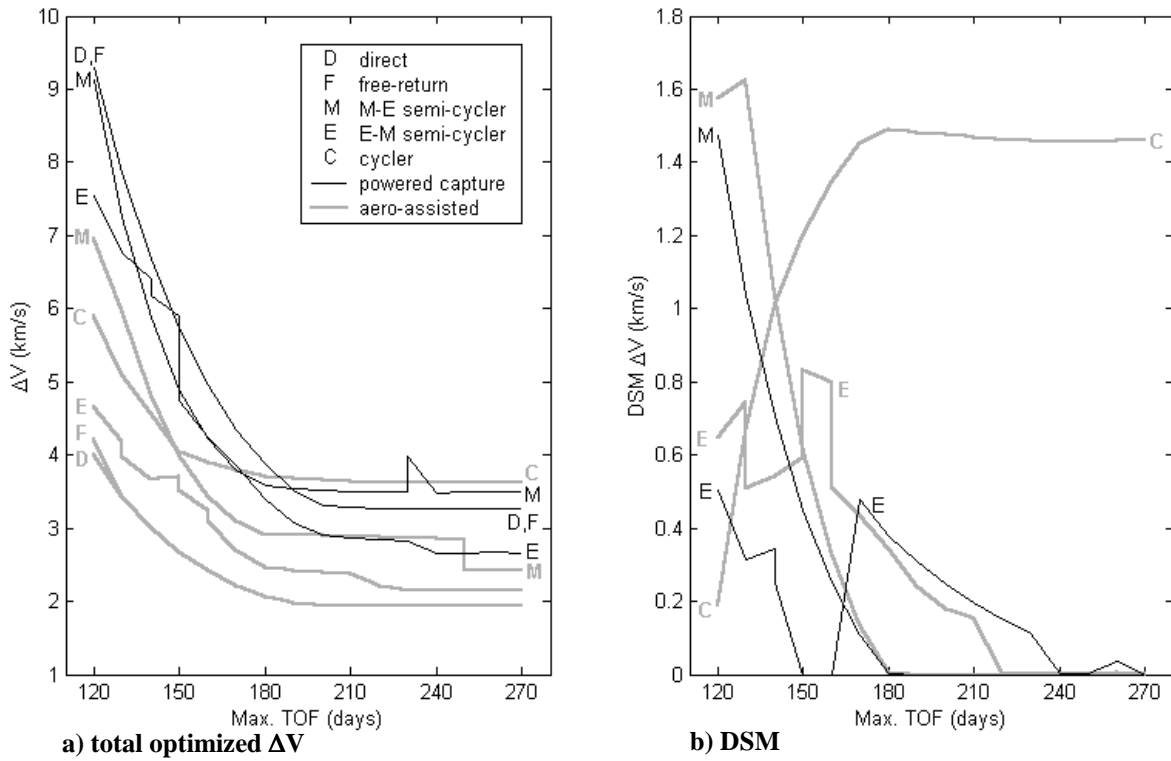 10
9
8
7
6
5
4
3
2
1
ΔV (km/s)
D,F
M
E
M
C
E
F
D
D direct
F free-return
M M-E semi-cycler
E E-M semi-cycler
C cycler
powered capture
aero-assisted
C
M
D,F
E
M
120 150 180 210 240 270
Max. TOF (days)
a) total optimized ΔV
1.8
1.6
1.4
1.2
1
0.8
0.6
0.4
0.2
0
DSM ΔV (km/s)
M
M
C
E
E
E
E
C
120 150 180 210 240 270
Max. TOF (days)
b) DSM